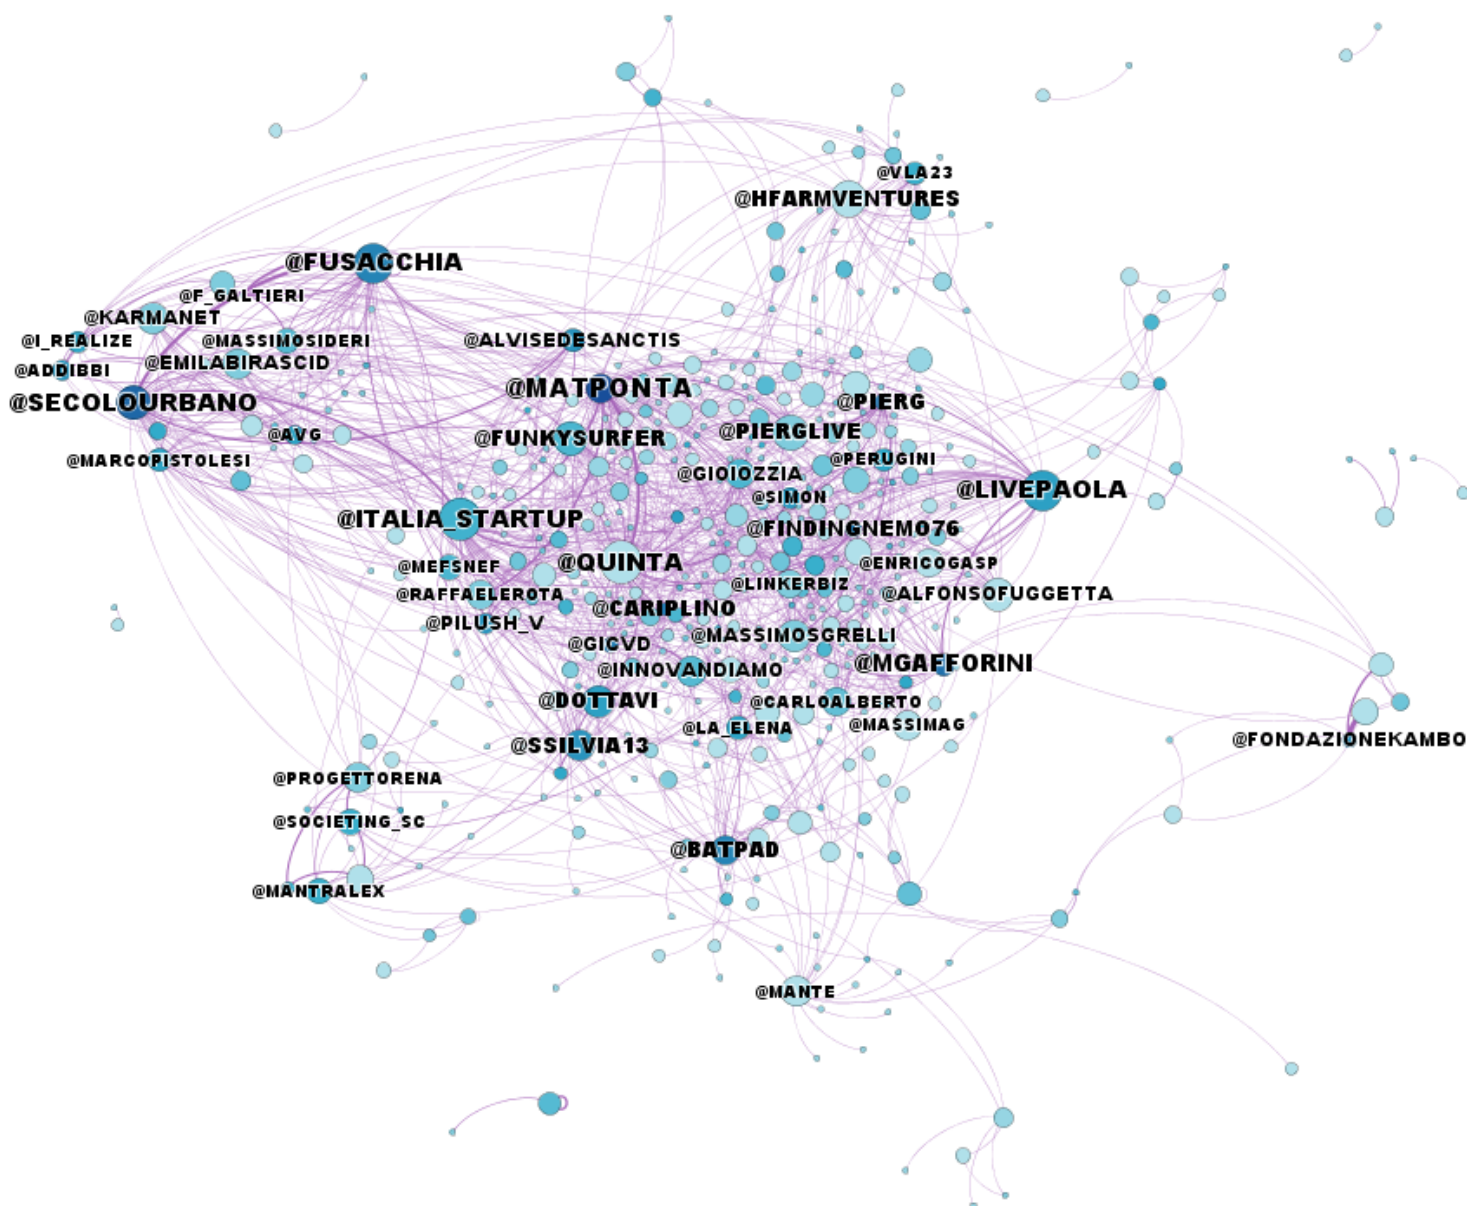 @VLA23
@HFARMVENTURES
@FUSACCHIA
@F_GALTIERI
@KARMANET
@I_REALIZE
@MASSIMOSIDERI
@ALVISEDESANCTIS
@EMILABIRASCID
@ADDIBBI
@MATPONTA
@SECOLOURBANO
@PIERG
@AVG
@FUNKYSURFER
@PIERGLIVE
@MARCOPISTOLESI
@PERUGINI
@GIOIOZZIA
@LIVEPAOLA
@SIMON
@ITALIA_STARTUP
@FINDINGNEMO76
@QUINTA
@ENRICOGASP
@MEFSNEF
@LINKERBIZ
@RAFFAELEROTA
@ALFONSOFUGGETTA
@CARIPLINO
@PILUSH_V
@MASSIMOSGRELLI
@GICVD
@MGAFFORINI
@INNOVANDIAMO
@DOTTAVI
@CARLOALBERTO
@LA_ELENA
@MASSIMAG
@FONDAZIONEKAMBO
@SSILVIA13
@PROGETTORENA
@SOCIETING_SC
@BATPAD
@MANTRALEX
@MANTE